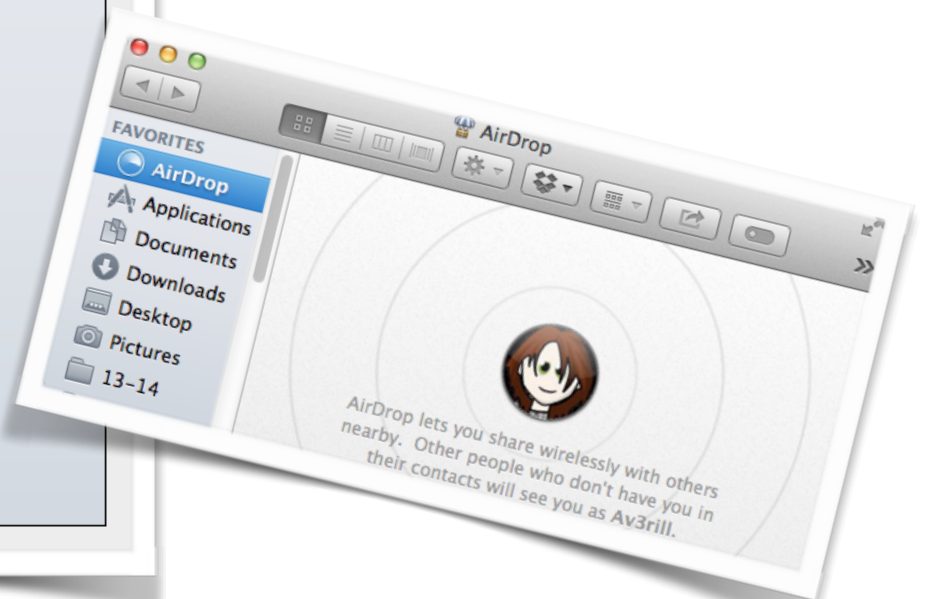 AirDrop
FAVORITES
AirDrop
Applications
Documents
Downloads
Desktop
Pictures
13-14
AirDrop lets you share wirelessly with others
nearby. Other people who don't have you in
their contacts will see you as Av3rill.